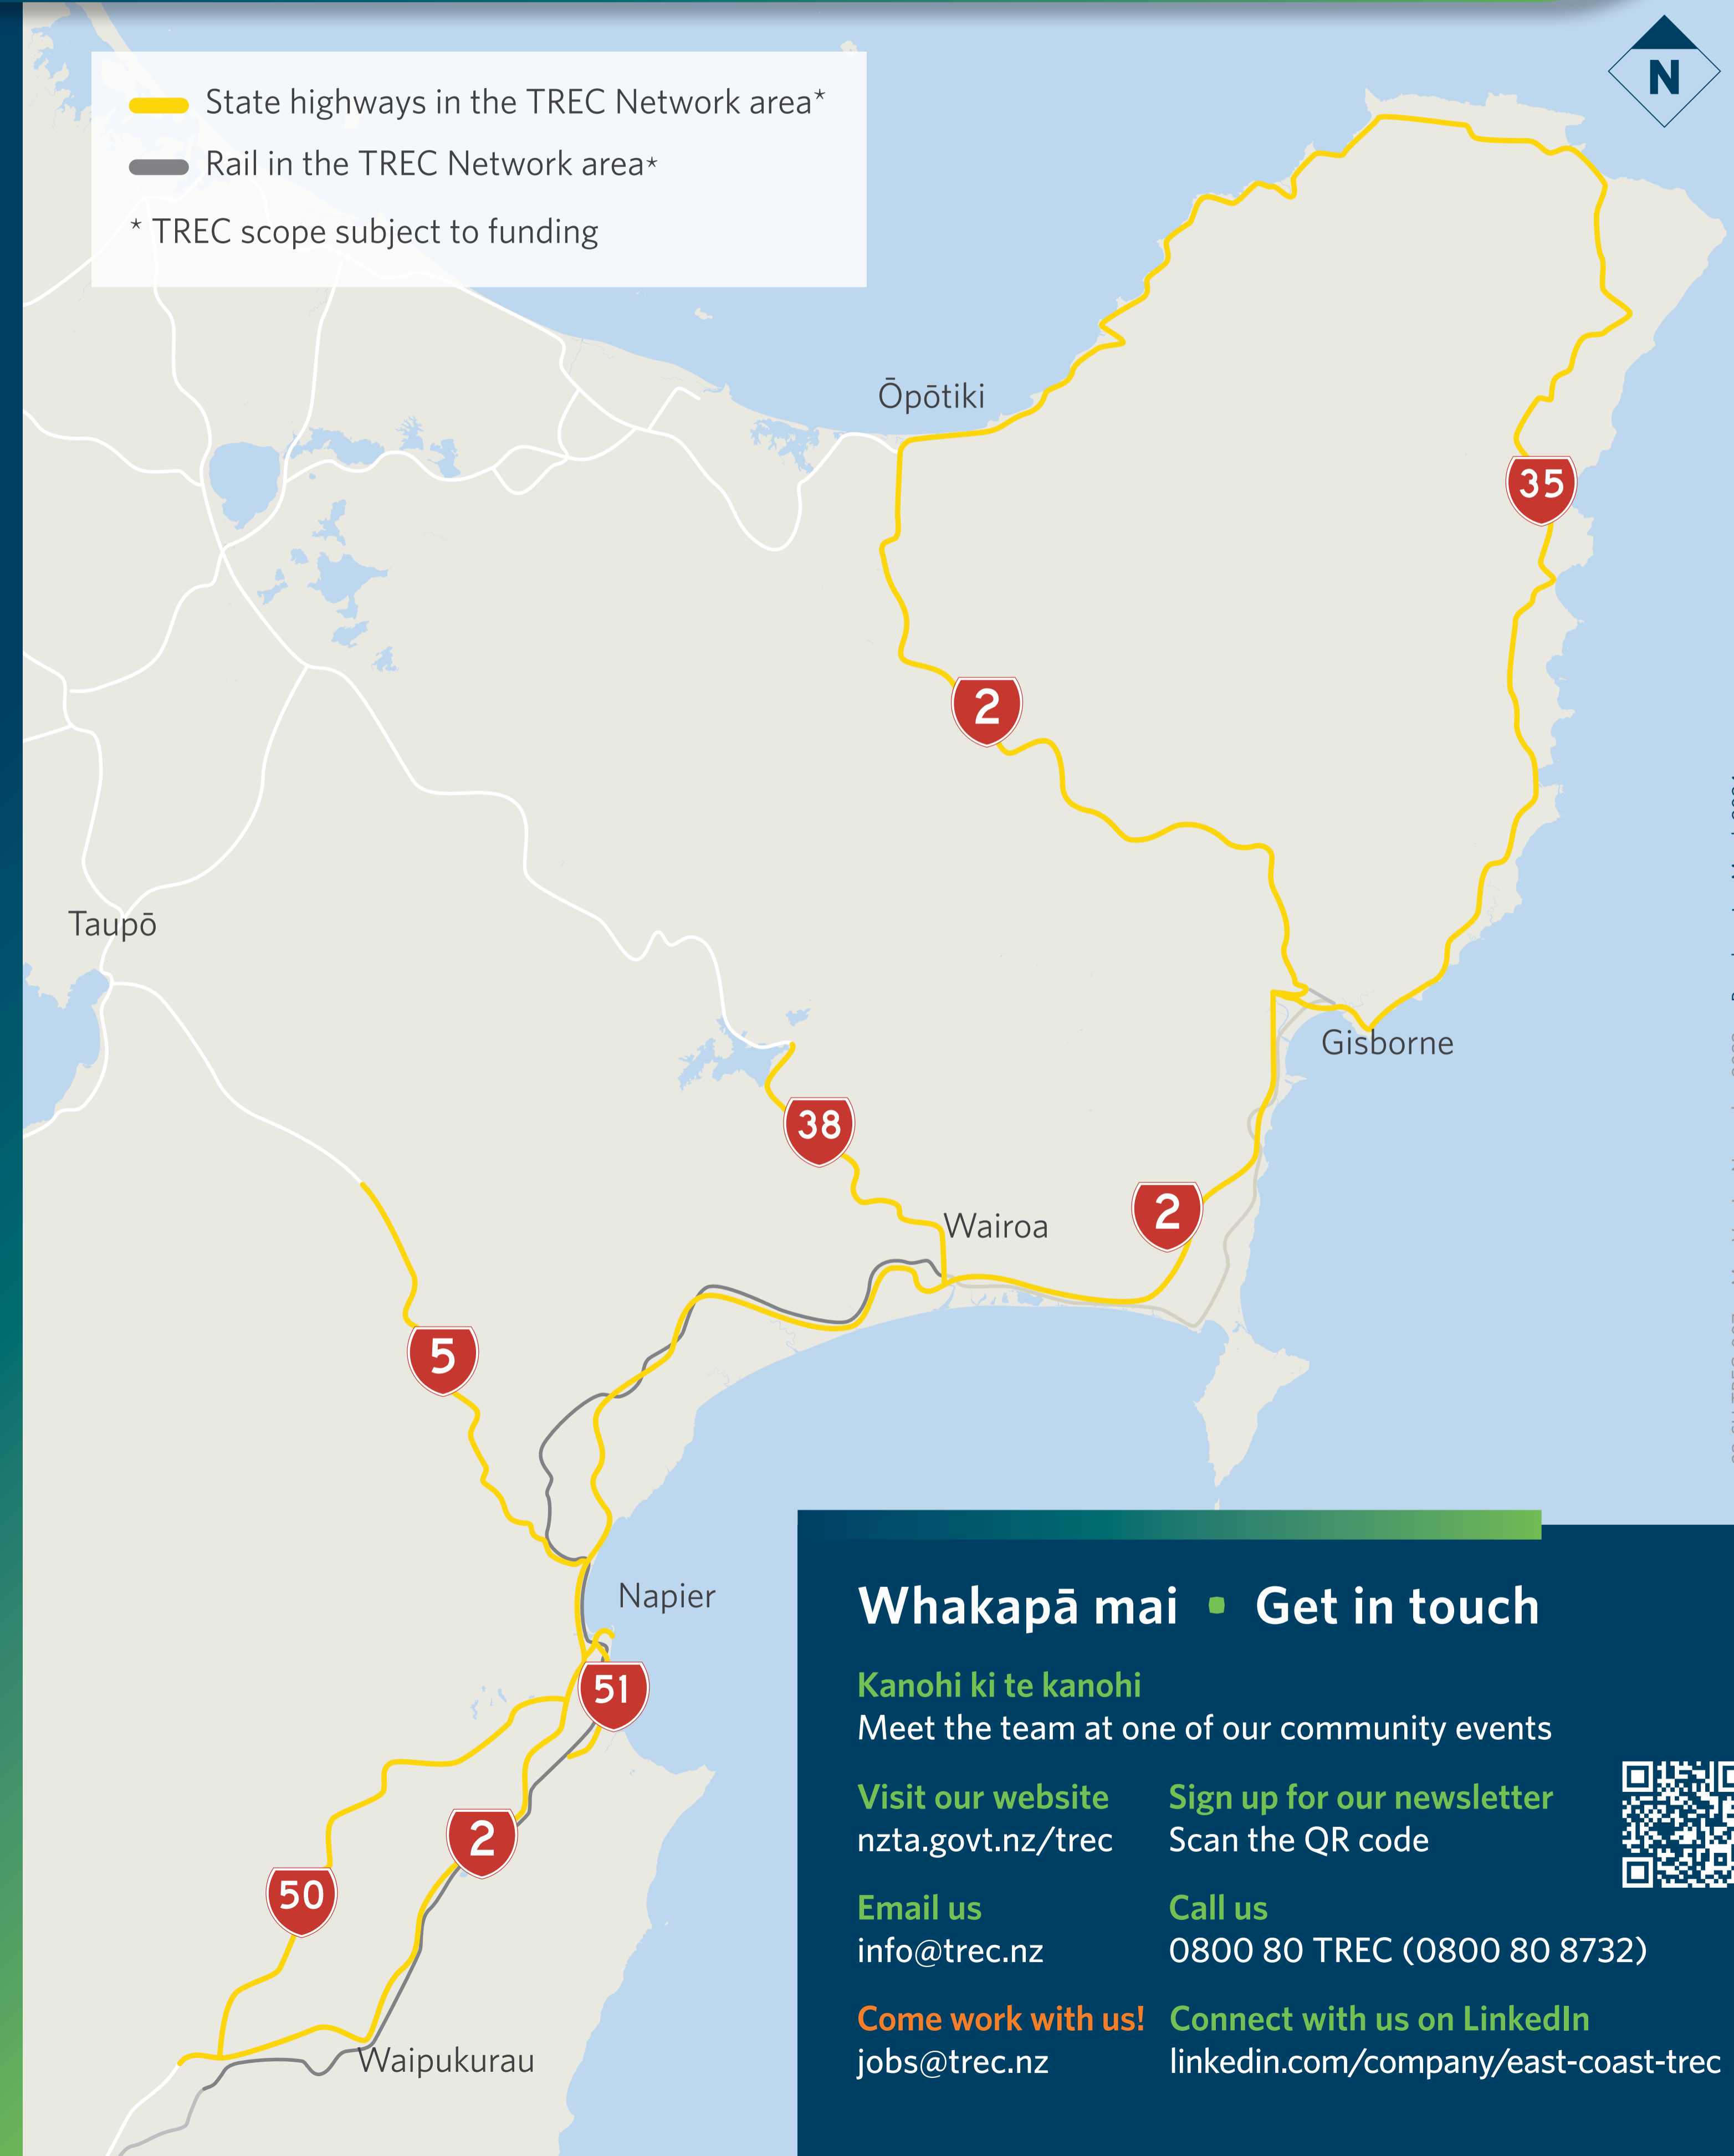 State highways in the TREC Network area*
Rail in the TREC Network area*
* TREC scope subject to funding
N
Ōpōtiki
35
2
Taupō
Gisborne
38
2
Wairoa
5
Napier
51
2
50
Waipukurau
Whakapā mai ▪ Get in touch
Kanohi ki te kanohi
Meet the team at one of our community events
Visit our website
nzta.govt.nz/trec
Sign up for our newsletter
Scan the QR code
Email us
info@trec.nz
Call us
0800 80 TREC (0800 80 8732)
Come work with us!
jobs@trec.nz
Connect with us on LinkedIn
linkedin.com/company/east-coast-trec